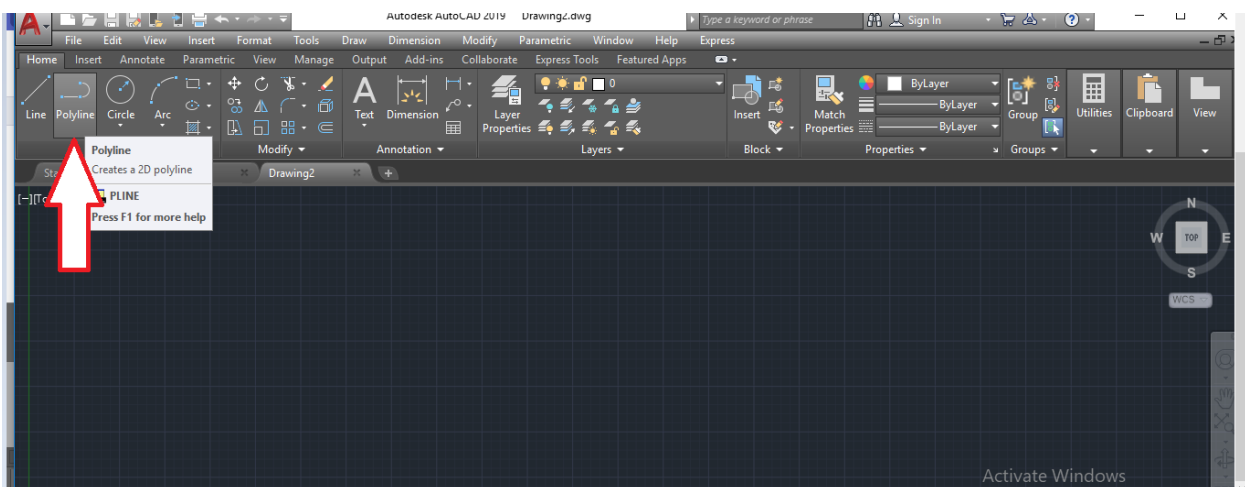 Autodesk AutoCAD 2019 Drawing2.dwg Type a keyword or phrase Sign In
File Edit View Insert Format Tools Draw Dimension Modify Parametric Window Help Express
Home Insert Annotate Parametric View Manage Output Add-ins Collaborate Express Tools Featured Apps
0
ByLayer
Line Polyline Circle Arc
Text Dimension
Layer
Properties
Insert
Match
Properties
ByLayer
ByLayer
Group
Utilities Clipboard View
Modify Annotation Layers Block Properties Groups
Polyline
Creates a 2D polyline
PLINE
Press F1 for more help
Drawing2
N
W TOP E
S
WCS
Activate Windows